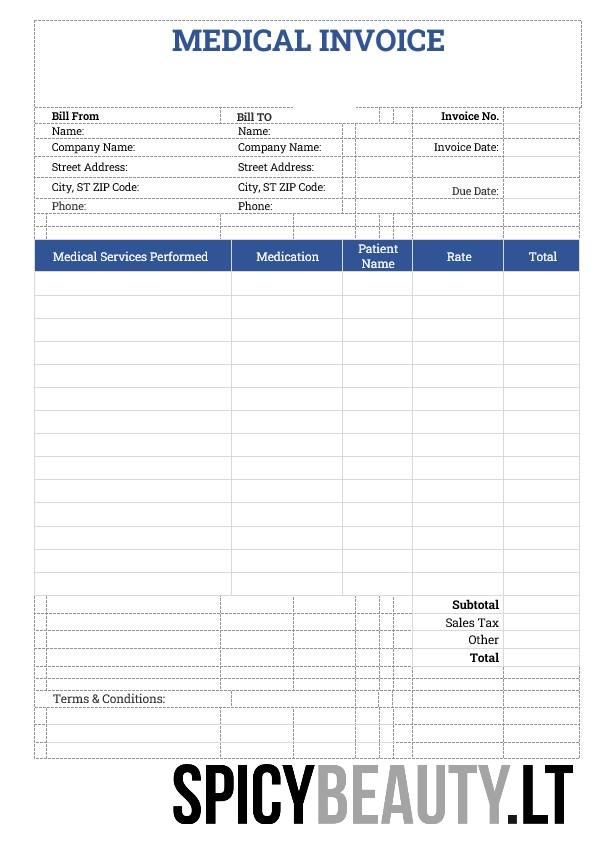 MEDICAL INVOICE
Bill From Bill TO Invoice No.
Name: Name:
Company Name: Company Name: Invoice Date:
Street Address: Street Address:
City, ST ZIP Code: City, ST ZIP Code: Due Date:
Phone: Phone:
Medical Services Performed Medication Patient Name Rate Total
Subtotal
Sales Tax
Other
Total
Terms & Conditions:
SPICYBEAUTY.LT